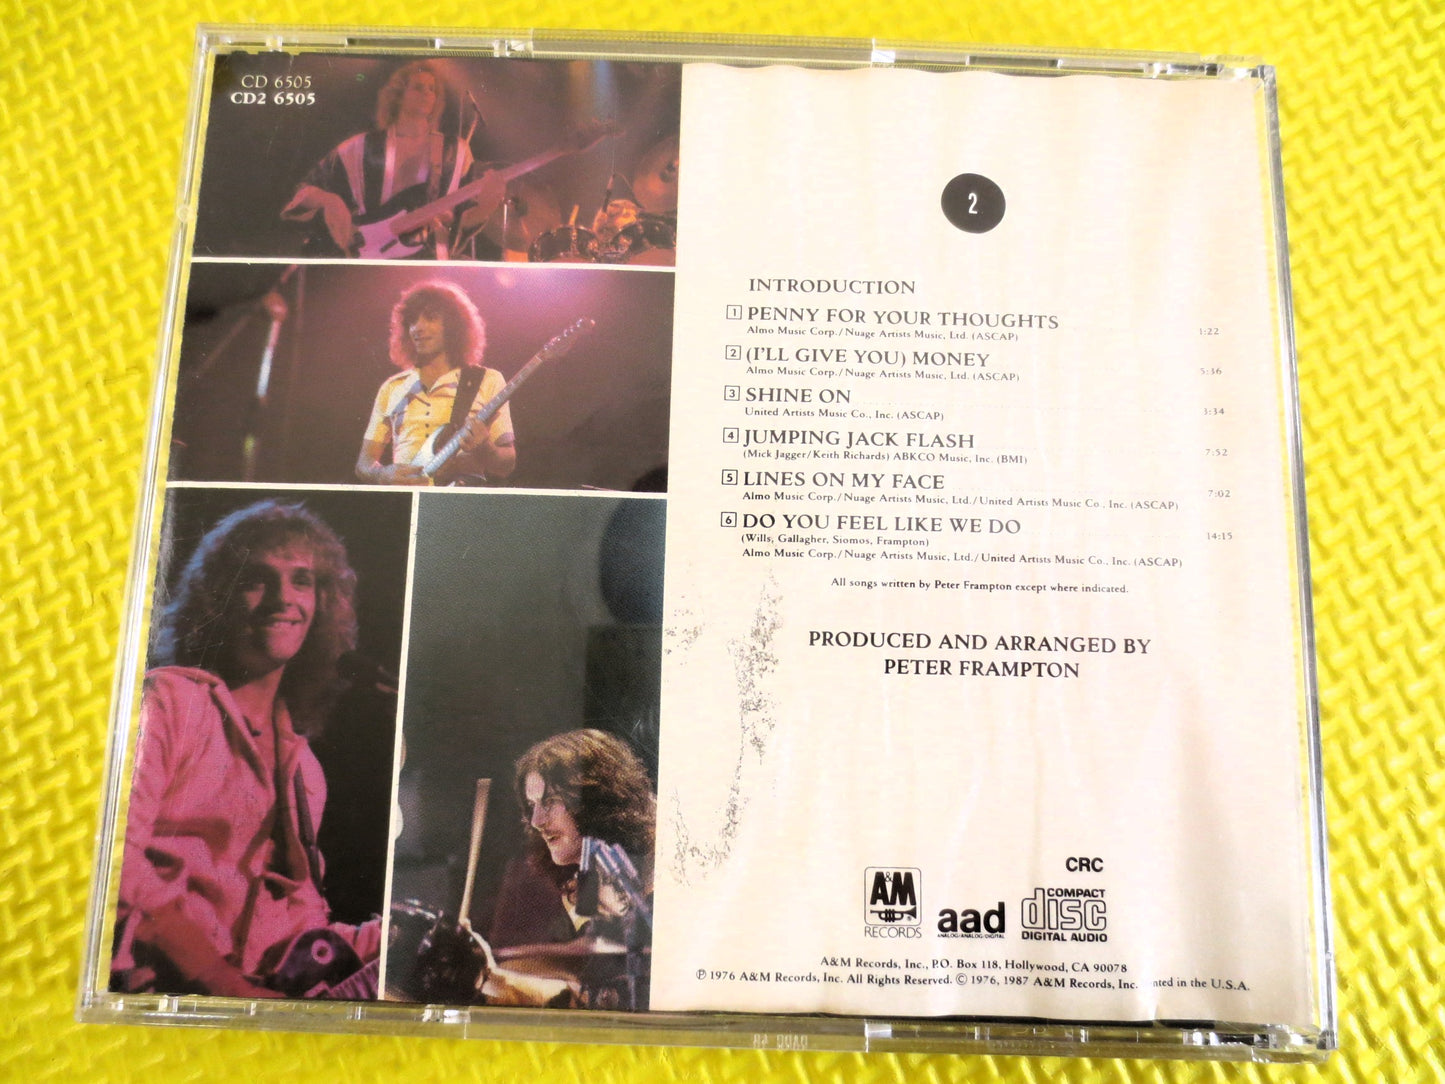 CD 6505
CD2 6505
2
INTRODUCTION
1 PENNY FOR YOUR THOUGHTS 1:22
Almo Music Corp./Nuage Artists Music, Ltd. (ASCAP)
2 (I'LL GIVE YOU) MONEY 5:36
Almo Music Corp./Nuage Artists Music, Ltd. (ASCAP)
3 SHINE ON 3:34
United Artists Music Co., Inc. (ASCAP)
4 JUMPING JACK FLASH 7:52
(Mick Jagger/Keith Richards) ABKCO Music, Inc. (BMI)
5 LINES ON MY FACE 7:02
Almo Music Corp./Nuage Artists Music, Ltd./United Artists Music Co., Inc. (ASCAP)
6 DO YOU FEEL LIKE WE DO 14:15
(Wills, Gallagher, Siomos, Frampton)
Almo Music Corp./Nuage Artists Music, Ltd./United Artists Music Co., Inc. (ASCAP)
All songs written by Peter Frampton except where indicated.
PRODUCED AND ARRANGED BY
PETER FRAMPTON
CRC
A&M
RECORDS
aad
ANALOG/ANALOG/DIGITAL
COMPACT
disc
DIGITAL AUDIO
A&M Records, Inc., P.O. Box 118, Hollywood, CA 90078
℗ 1976 A&M Records, Inc. All Rights Reserved. © 1976, 1987 A&M Records, Inc. nted in the U.S.A.